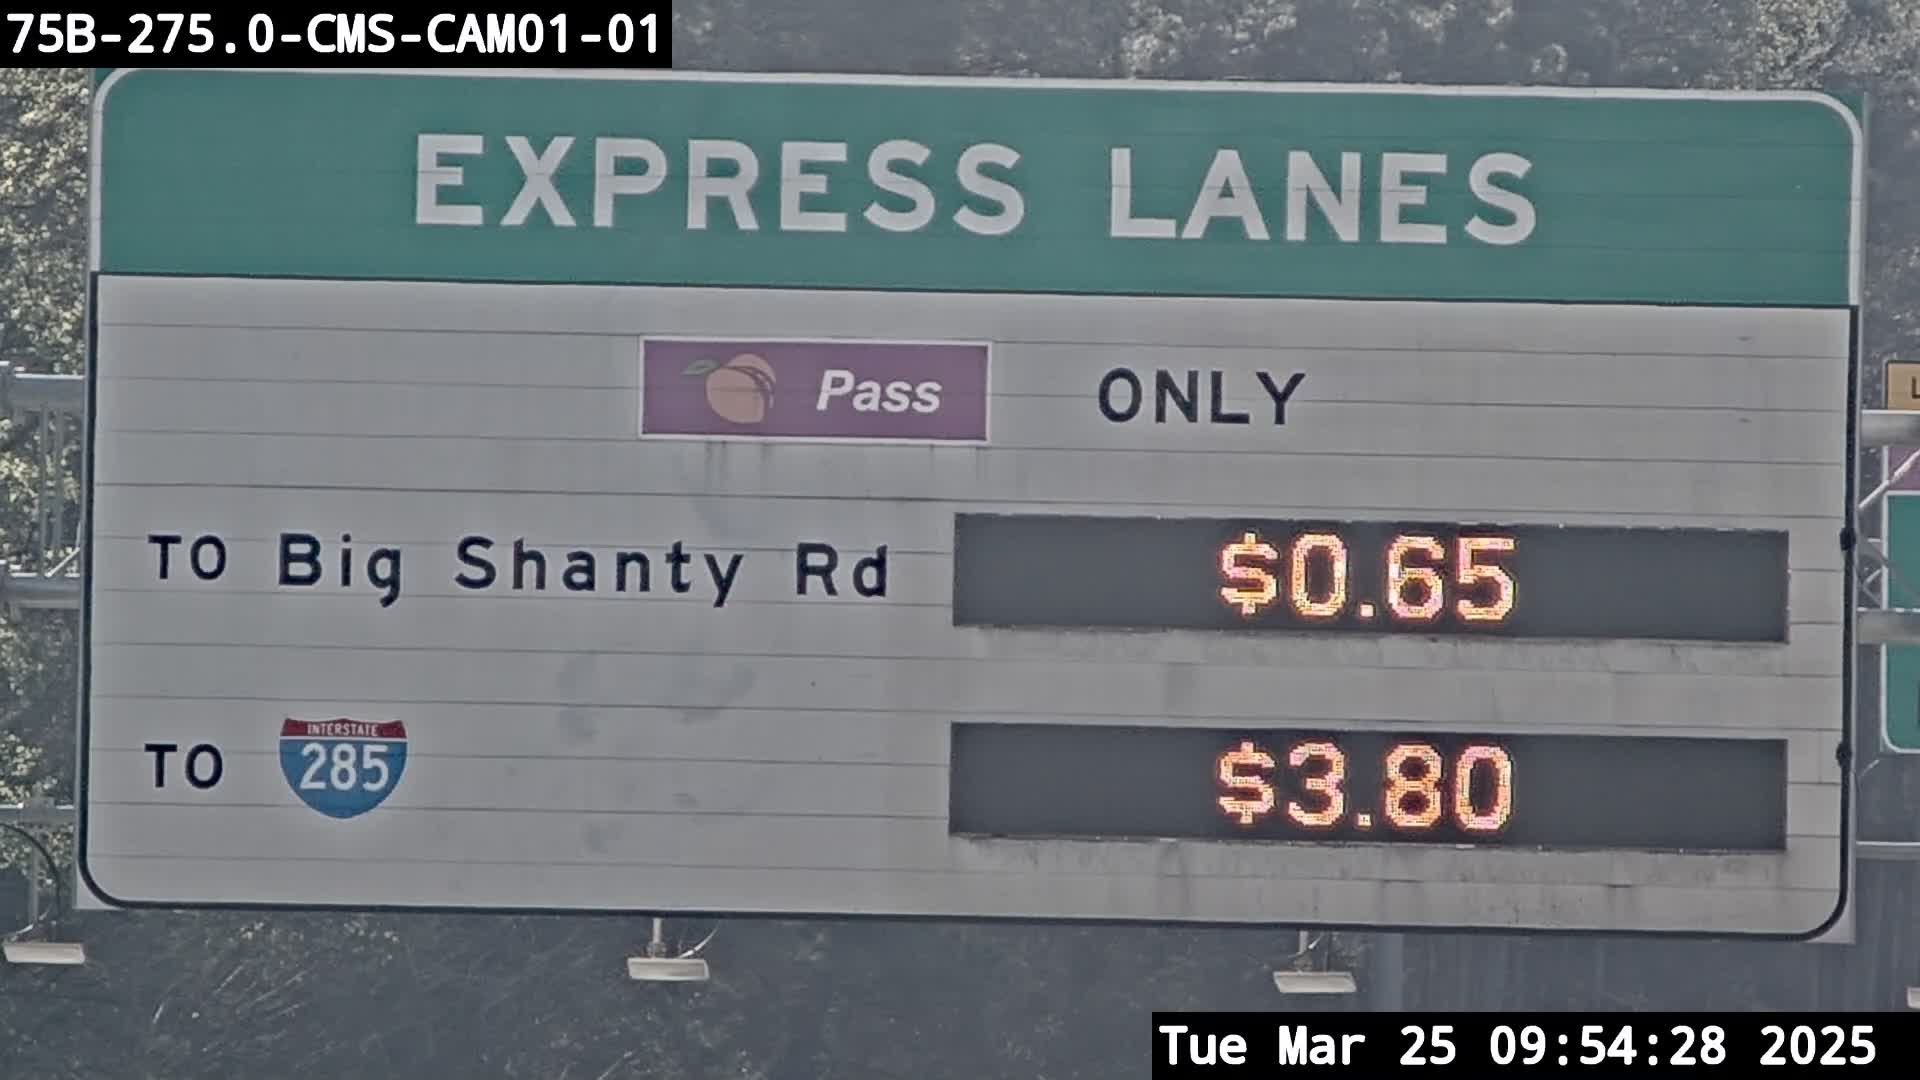 75B-275.0-CMS-CAM01-01
EXPRESS LANES
Pass ONLY
TO Big Shanty Rd $0.65
TO INTERSTATE 285 $3.80
Tue Mar 25 09:54:28 2025